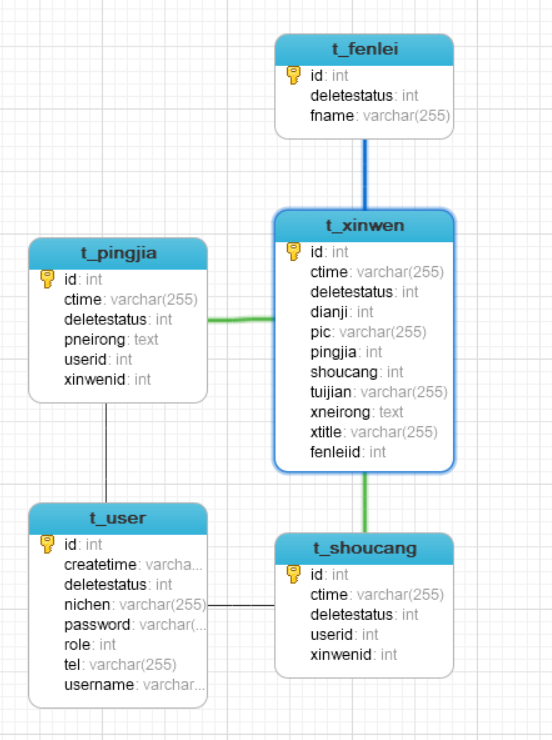 t_fenlei
id: int
deletestatus: int
fname: varchar(255)
t_xinwen
id: int
ctime: varchar(255)
deletestatus: int
dianji: int
pic: varchar(255)
pingjia: int
shoucang: int
tuijian: varchar(255)
xneirong: text
xtitle: varchar(255)
fenleiid: int
t_pingjia
id: int
ctime: varchar(255)
deletestatus: int
pneirong: text
userid: int
xinwenid: int
t_user
id: int
createtime: varcha...
deletestatus: int
nichen: varchar(255)
password: varchar(...
role: int
tel: varchar(255)
username: varchar...
t_shoucang
id: int
ctime: varchar(255)
deletestatus: int
userid: int
xinwenid: int